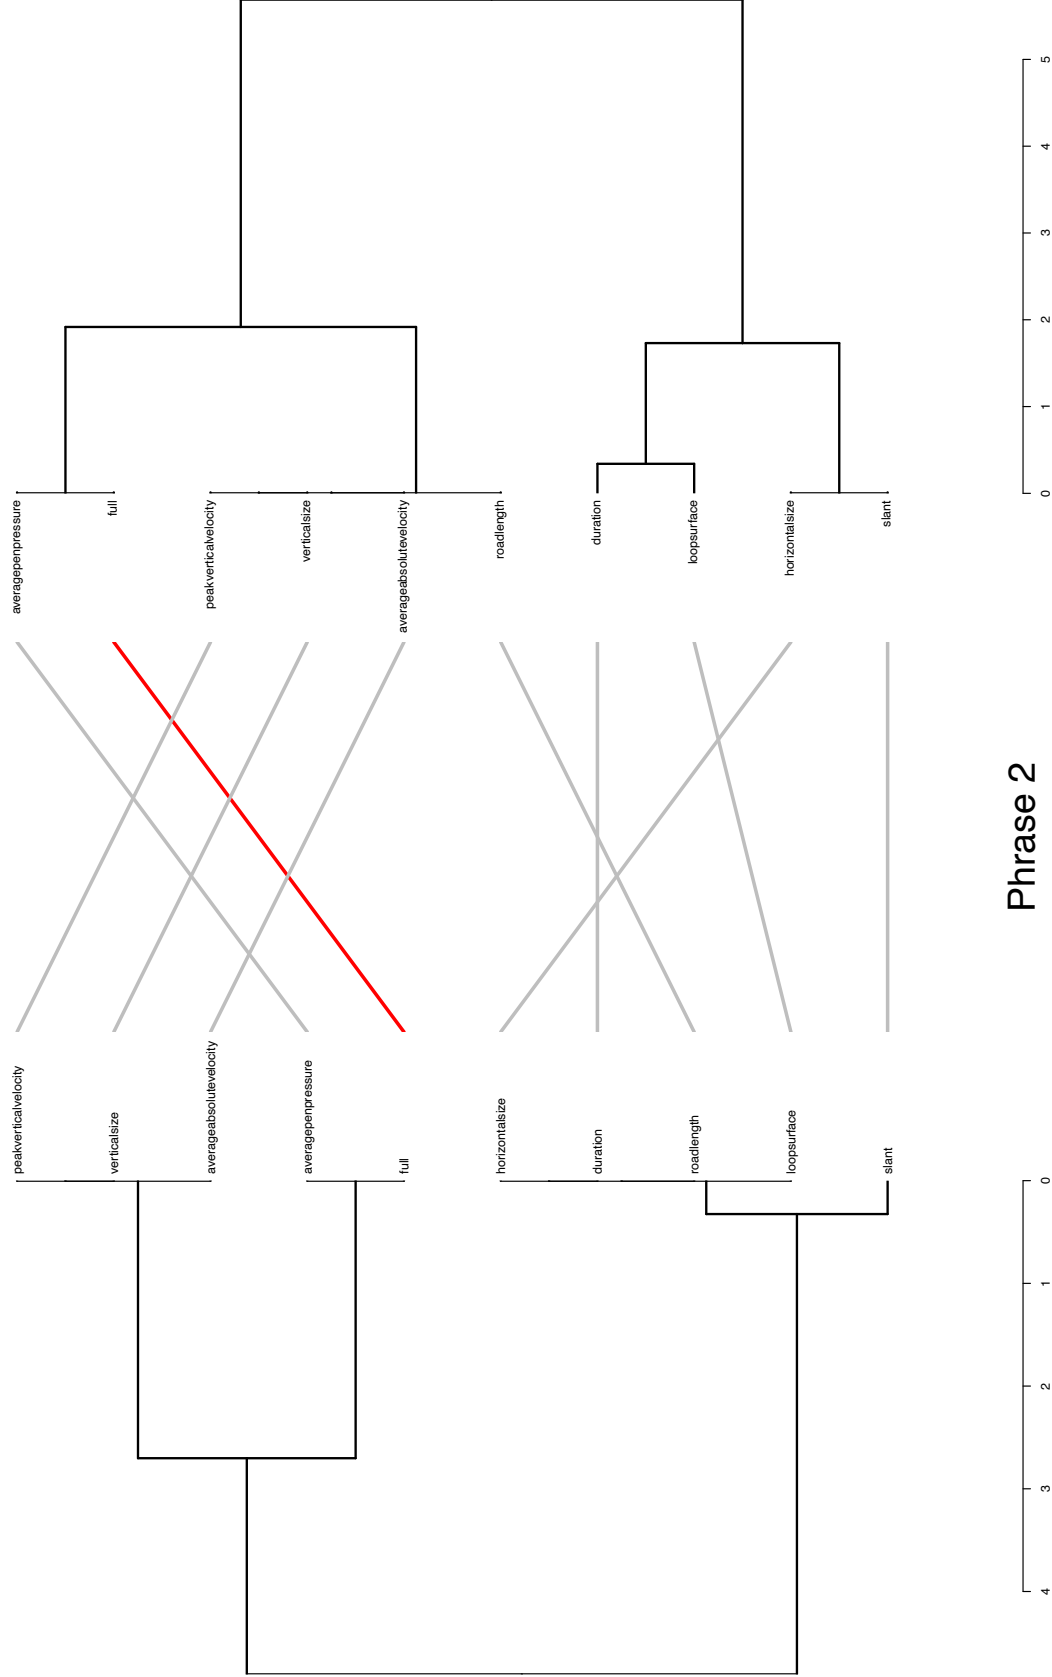 5
4
3
2
1
0
averagepenpressure
full
peakverticalvelocity
verticalsize
averageabsolutevelocity
roadlength
duration
loopsurface
horizontalsize
slant
Phrase 2
peakverticalvelocity
verticalsize
averageabsolutevelocity
averagepenpressure
full
horizontalsize
duration
roadlength
loopsurface
slant
0
1
2
3
4